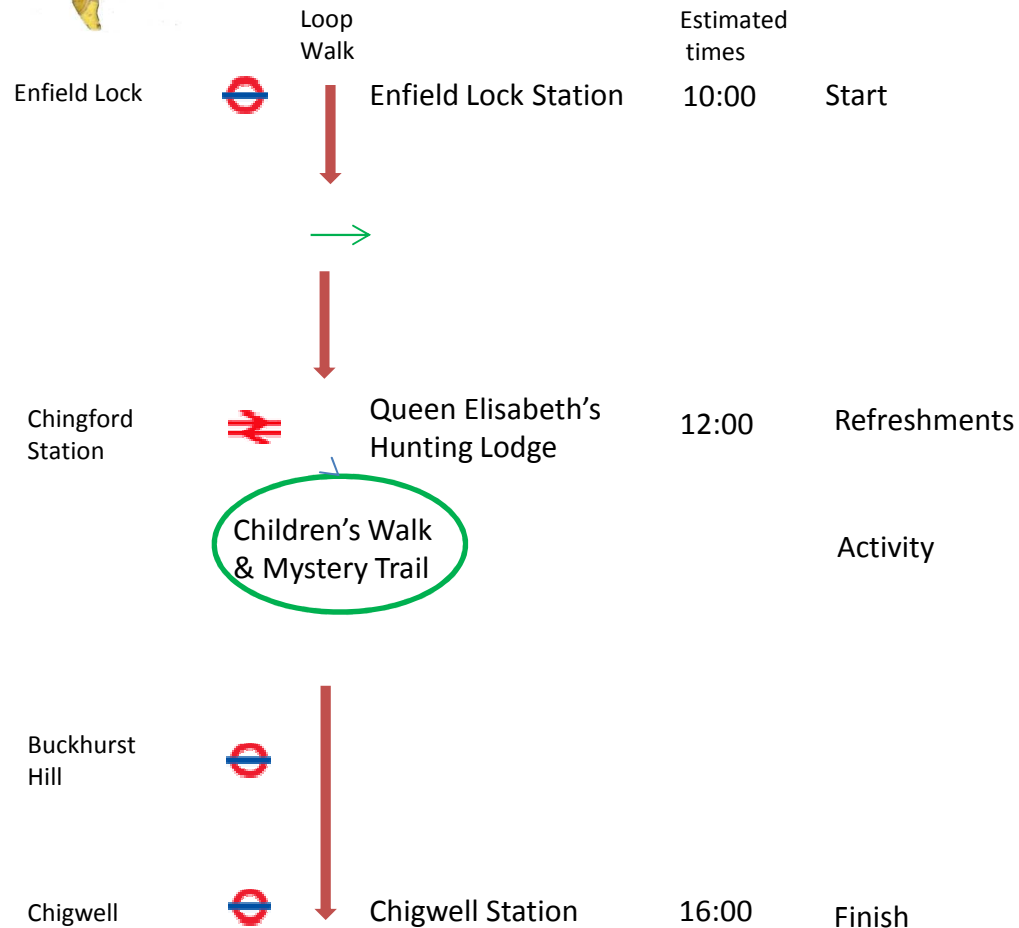 Loop
Walk
Estimated
times
Enfield Lock
Enfield Lock Station
10:00
Start
Chingford
Station
Queen Elisabeth's
Hunting Lodge
12:00
Refreshments
Children's Walk
& Mystery Trail
Activity
Buckhurst
Hill
Chigwell
Chigwell Station
16:00
Finish